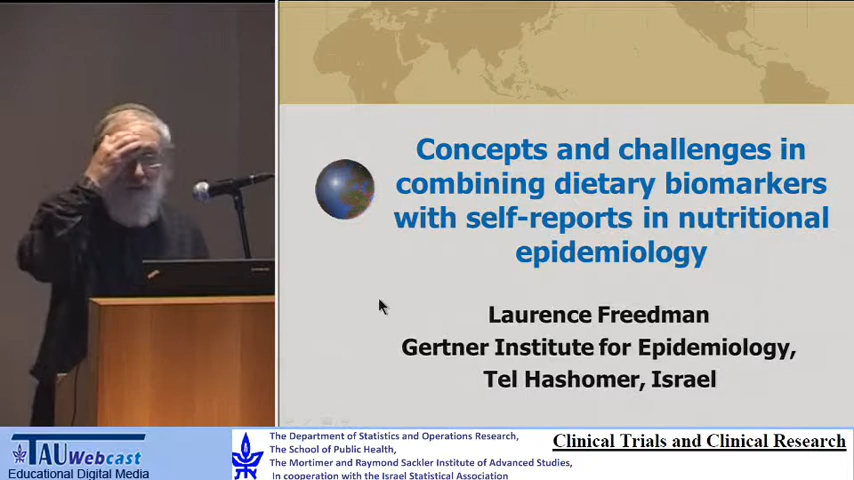 Concepts and challenges in
combining dietary biomarkers
with self-reports in nutritional
epidemiology
Laurence Freedman
Gertner Institute for Epidemiology,
Tel Hashomer, Israel
TAU Webcast
Educational Digital Media
The Department of Statistics and Operations Research,
The School of Public Health,
The Mortimer and Raymond Sackler Institute of Advanced Studies,
In cooperation with the Israel Statistical Association
Clinical Trials and Clinical Research